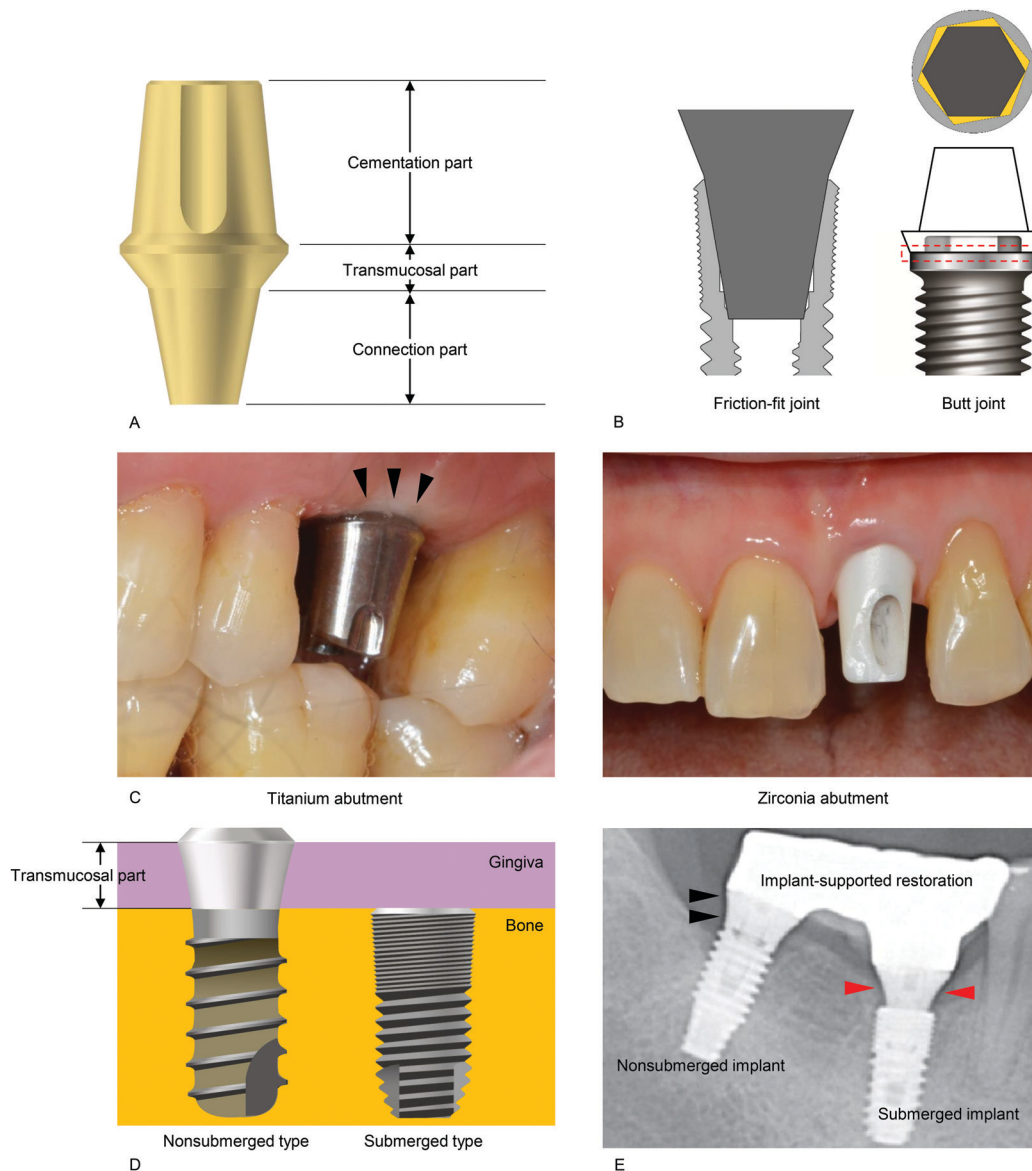 Cementation part
Transmucosal part
Connection part
A
Friction-fit joint
Butt joint
B
C
Titanium abutment
Zirconia abutment
Transmucosal part
Gingiva
Bone
Nonsubmerged type
Submerged type
D
Implant-supported restoration
Nonsubmerged implant
Submerged implant
E